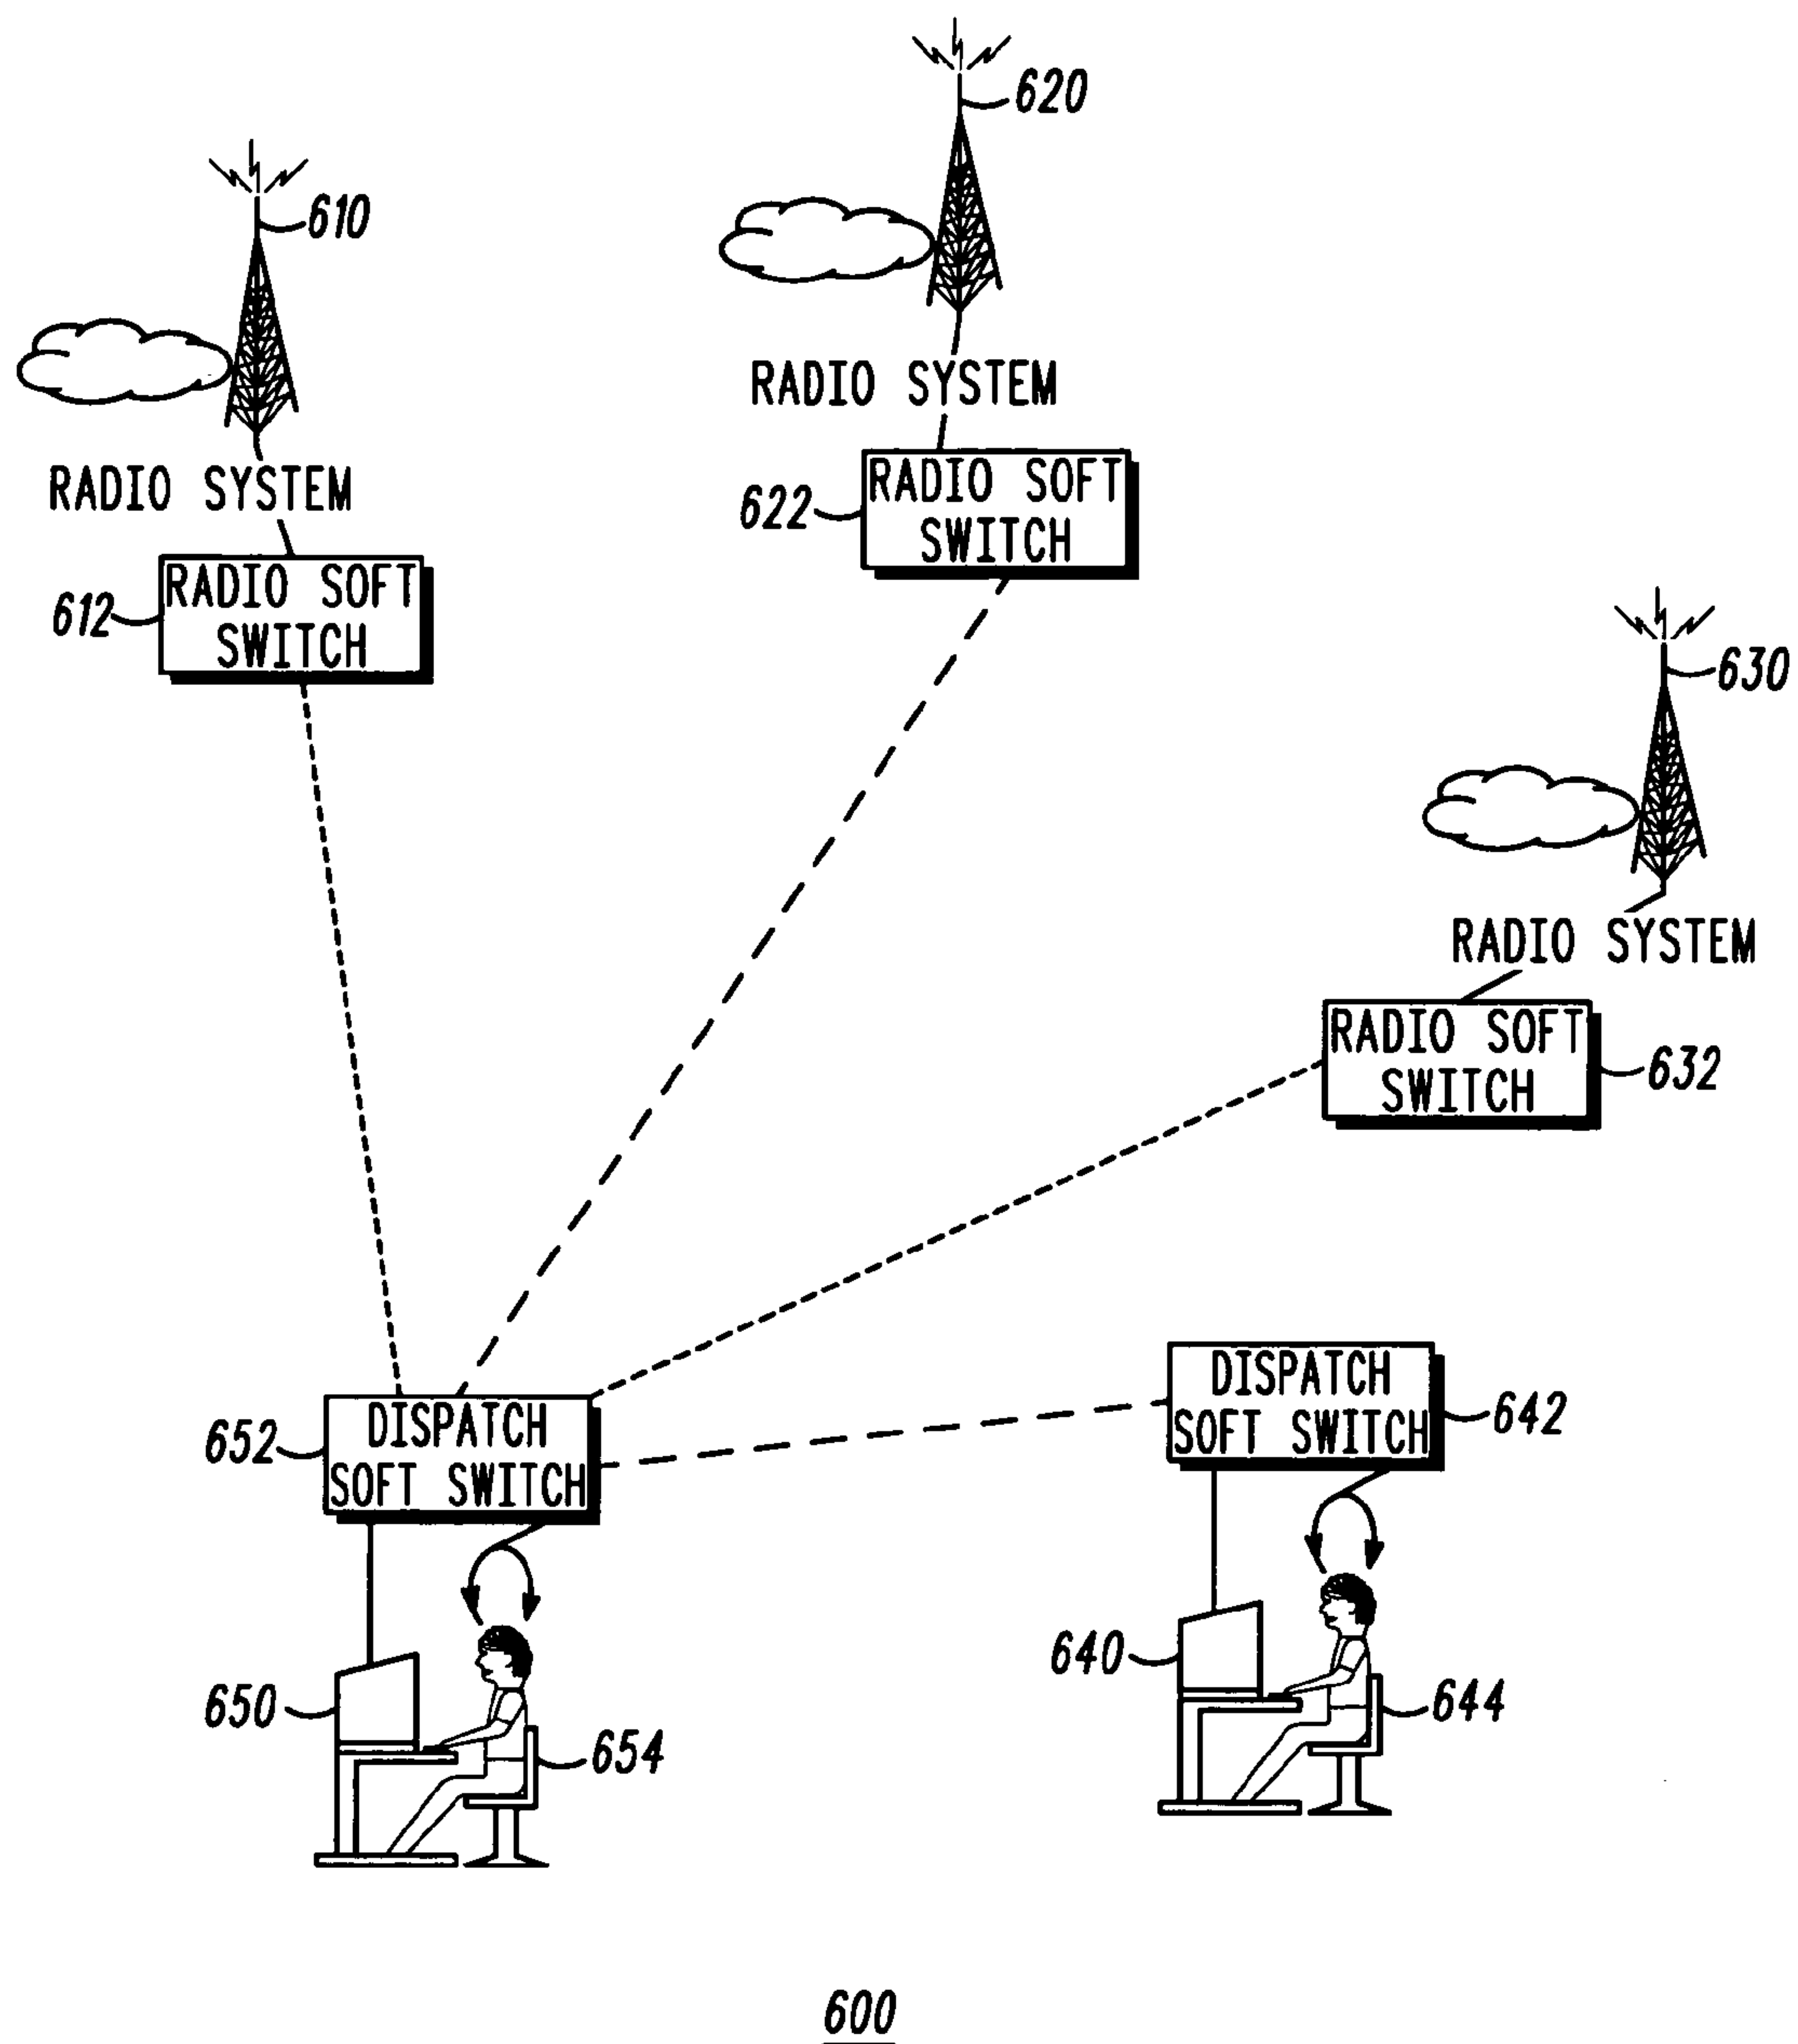 620
610
RADIO SYSTEM
RADIO SYSTEM
622
RADIO SOFT
SWITCH
612
RADIO SOFT
SWITCH
630
RADIO SYSTEM
RADIO SOFT
SWITCH
632
652
DISPATCH
SOFT SWITCH
DISPATCH
SOFT SWITCH
642
650
654
640
644
600